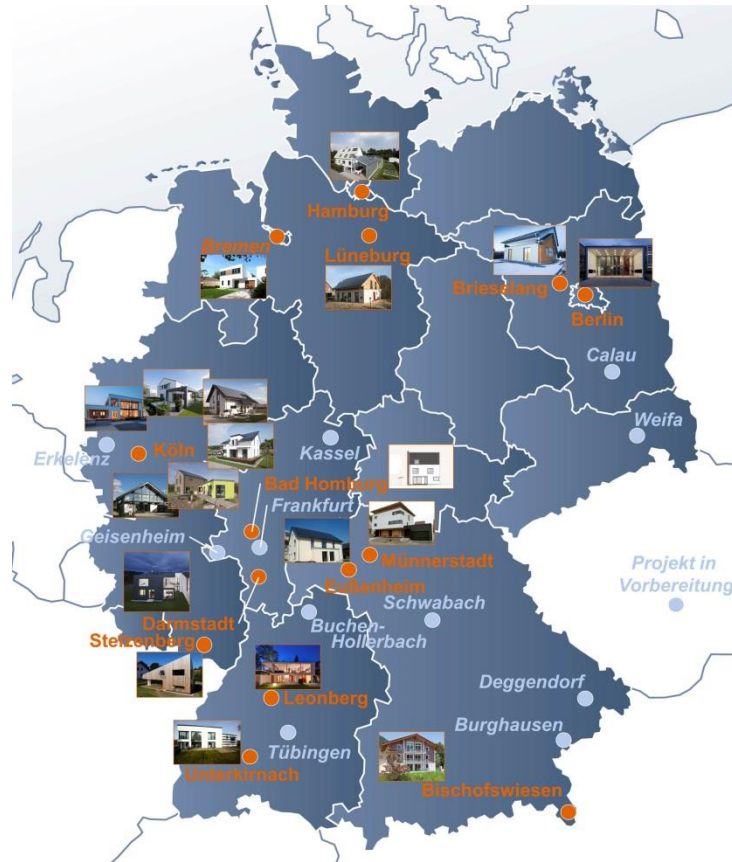 Hamburg
Bremen
Lüneburg
Brieselang
Berlin
Calau
Weifa
Kassel
Erkelenz
Köln
Bad Homburg
Frankfurt
Geisenheim
Münnerstadt
Projekt in
Vorbereitung
Eußenheim
Schwabach
Darmstadt
Buchen-
Hollerbach
Stelzenberg
Deggendorf
Leonberg
Burghausen
Tübingen
Unterkirnach
Bischofswiesen